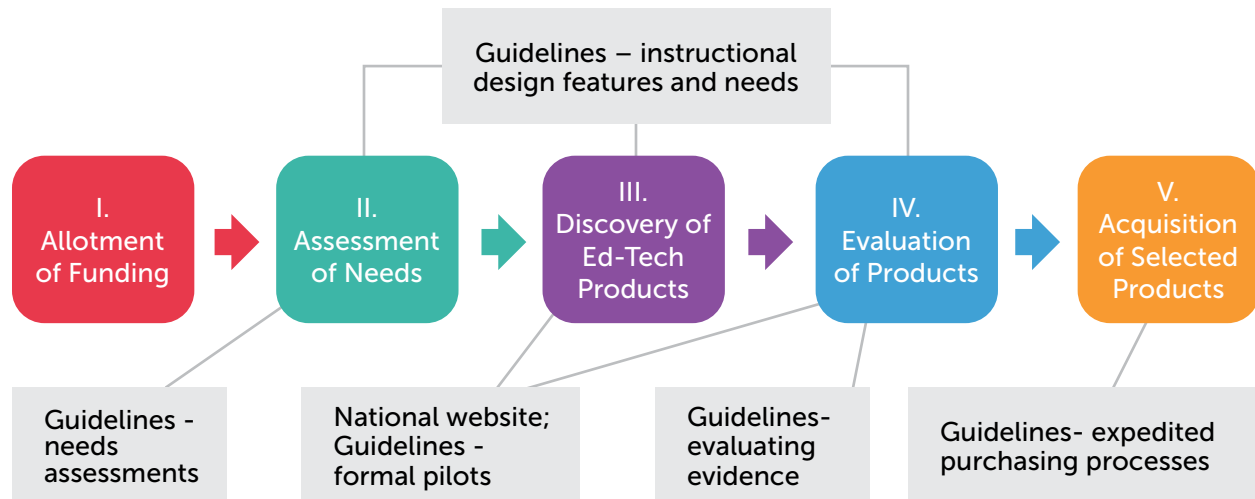 Guidelines – instructional
design features and needs
I.
Allotment
of Funding
II.
Assessment
of Needs
III.
Discovery of
Ed-Tech
Products
IV.
Evaluation
of Products
V.
Acquisition
of Selected
Products
Guidelines -
needs
assessments
National website;
Guidelines -
formal pilots
Guidelines-
evaluating
evidence
Guidelines- expedited
purchasing processes